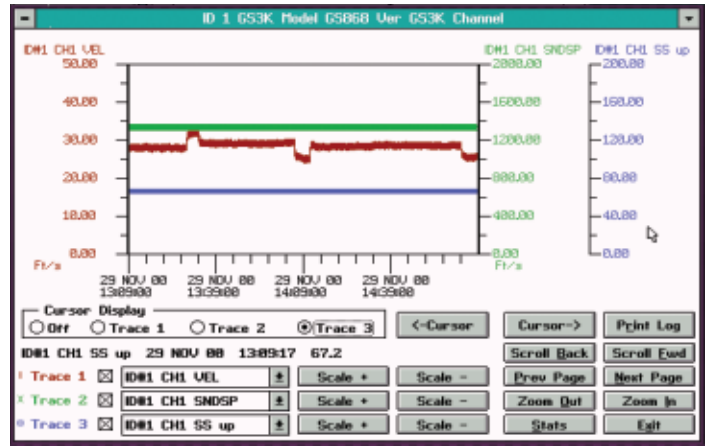 ID 1 GS3K Model GS868 Ver GS3K Channel
ID#1 CH1 VEL ID#1 CH1 SNDSP ID#1 CH1 SS up
50.00 2000.00 200.00
40.00 1600.00 160.00
30.00 1200.00 120.00
20.00 800.00 80.00
10.00 400.00 40.00
0.00 0.00 0.00
Ft/s Ft/s
29 NOV 00 29 NOV 00 29 NOV 00 29 NOV 00
13:09:00 13:39:00 14:09:00 14:39:00
Cursor Display
Off Trace 1 Trace 2 Trace 3 <-Cursor Cursor-> Print Log
ID#1 CH1 SS up 29 NOV 00 13:09:17 67.2 Scroll Back Scroll Fwd
Trace 1 ID#1 CH1 VEL Scale + Scale - Prev Page Next Page
x Trace 2 ID#1 CH1 SNDSP Scale + Scale - Zoom Out Zoom In
o Trace 3 ID#1 CH1 SS up Scale + Scale - Stats Exit